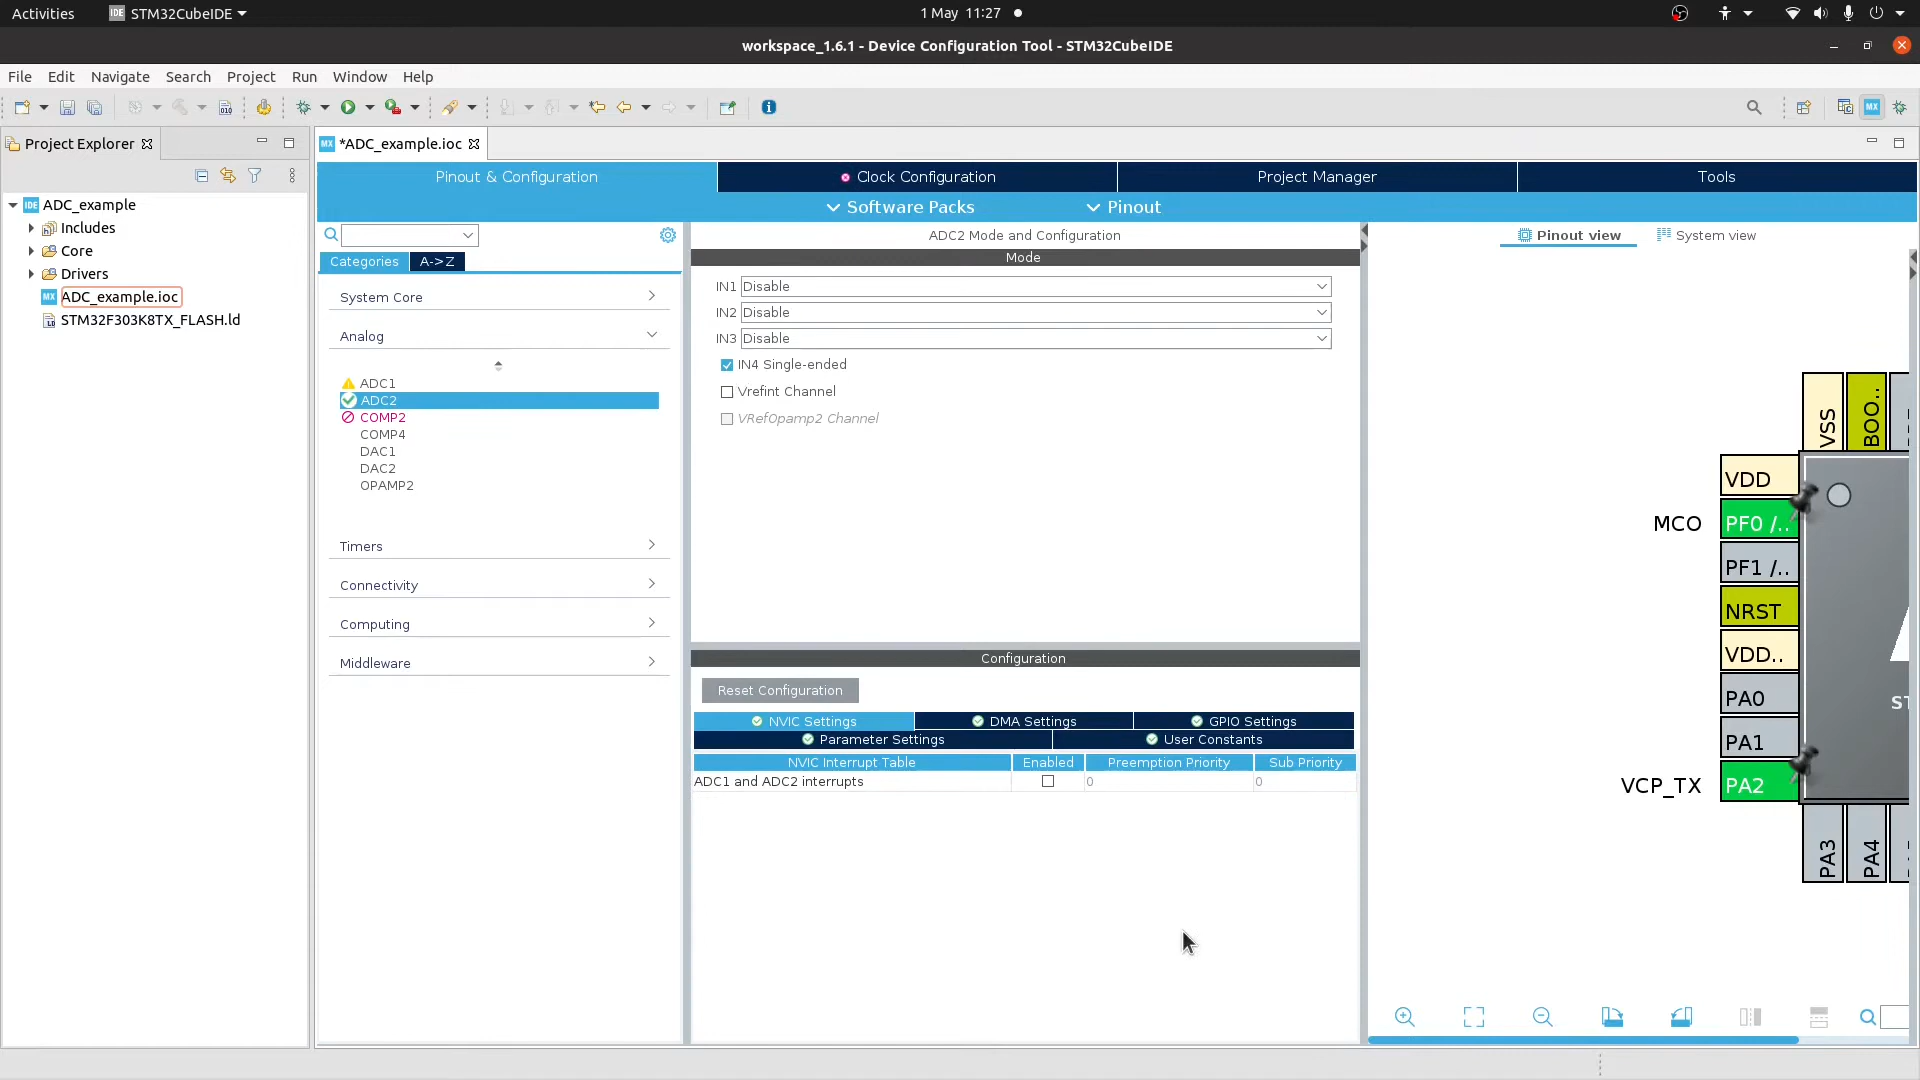 Activities IDE STM32CubeIDE 1 May 11:27
workspace_1.6.1 - Device Configuration Tool - STM32CubeIDE
File Edit Navigate Search Project Run Window Help
Project Explorer
MX *ADC_example.ioc
MX
Pinout & Configuration Clock Configuration Project Manager Tools
Software Packs Pinout
IDE ADC_example
Includes
Core
Drivers
MX ADC_example.ioc
STM32F303K8TX_FLASH.ld
Categories A->Z
System Core
Analog
ADC1
ADC2
COMP2
COMP4
DAC1
DAC2
OPAMP2
Timers
Connectivity
Computing
Middleware
ADC2 Mode and Configuration
Mode
IN1 Disable
IN2 Disable
IN3 Disable
IN4 Single-ended
Vrefint Channel
VRefOpamp2 Channel
Configuration
Reset Configuration
NVIC Settings DMA Settings GPIO Settings
Parameter Settings User Constants
NVIC Interrupt Table Enabled Preemption Priority Sub Priority
ADC1 and ADC2 interrupts 0 0
Pinout view System view
VSS
BOO..
VDD
MCO PF0 /..
PF1 /..
NRST
VDD..
PA0
ST
PA1
VCP_TX PA2
PA3
PA4